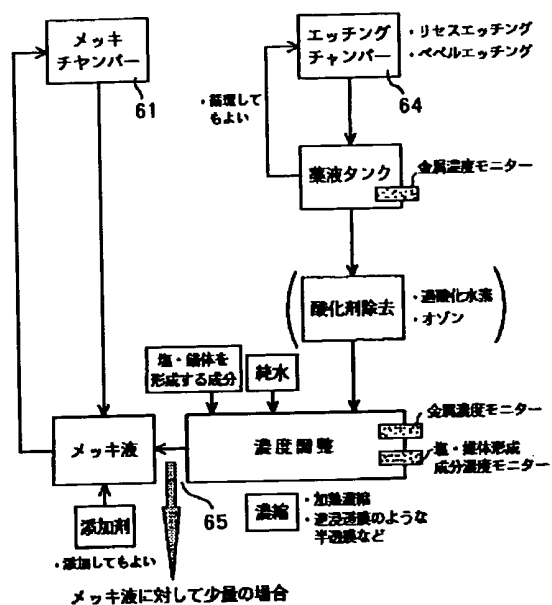 メッキ
チャンバー
61
エッチング
チャンバー
64
・リセスエッチング
・ベベルエッチング
・循環して
もよい
薬液タンク
金属濃度モニター
酸化剤除去
・過酸化水素
・オゾン
塩・錯体を
形成する成分
純水
メッキ液
濃度調整
金属濃度モニター
塩・錯体形成
成分濃度モニター
65
添加剤
・添加してもよい
濃縮
・加熱濃縮
・逆浸透膜のような
半透膜など
メッキ液に対して少量の場合